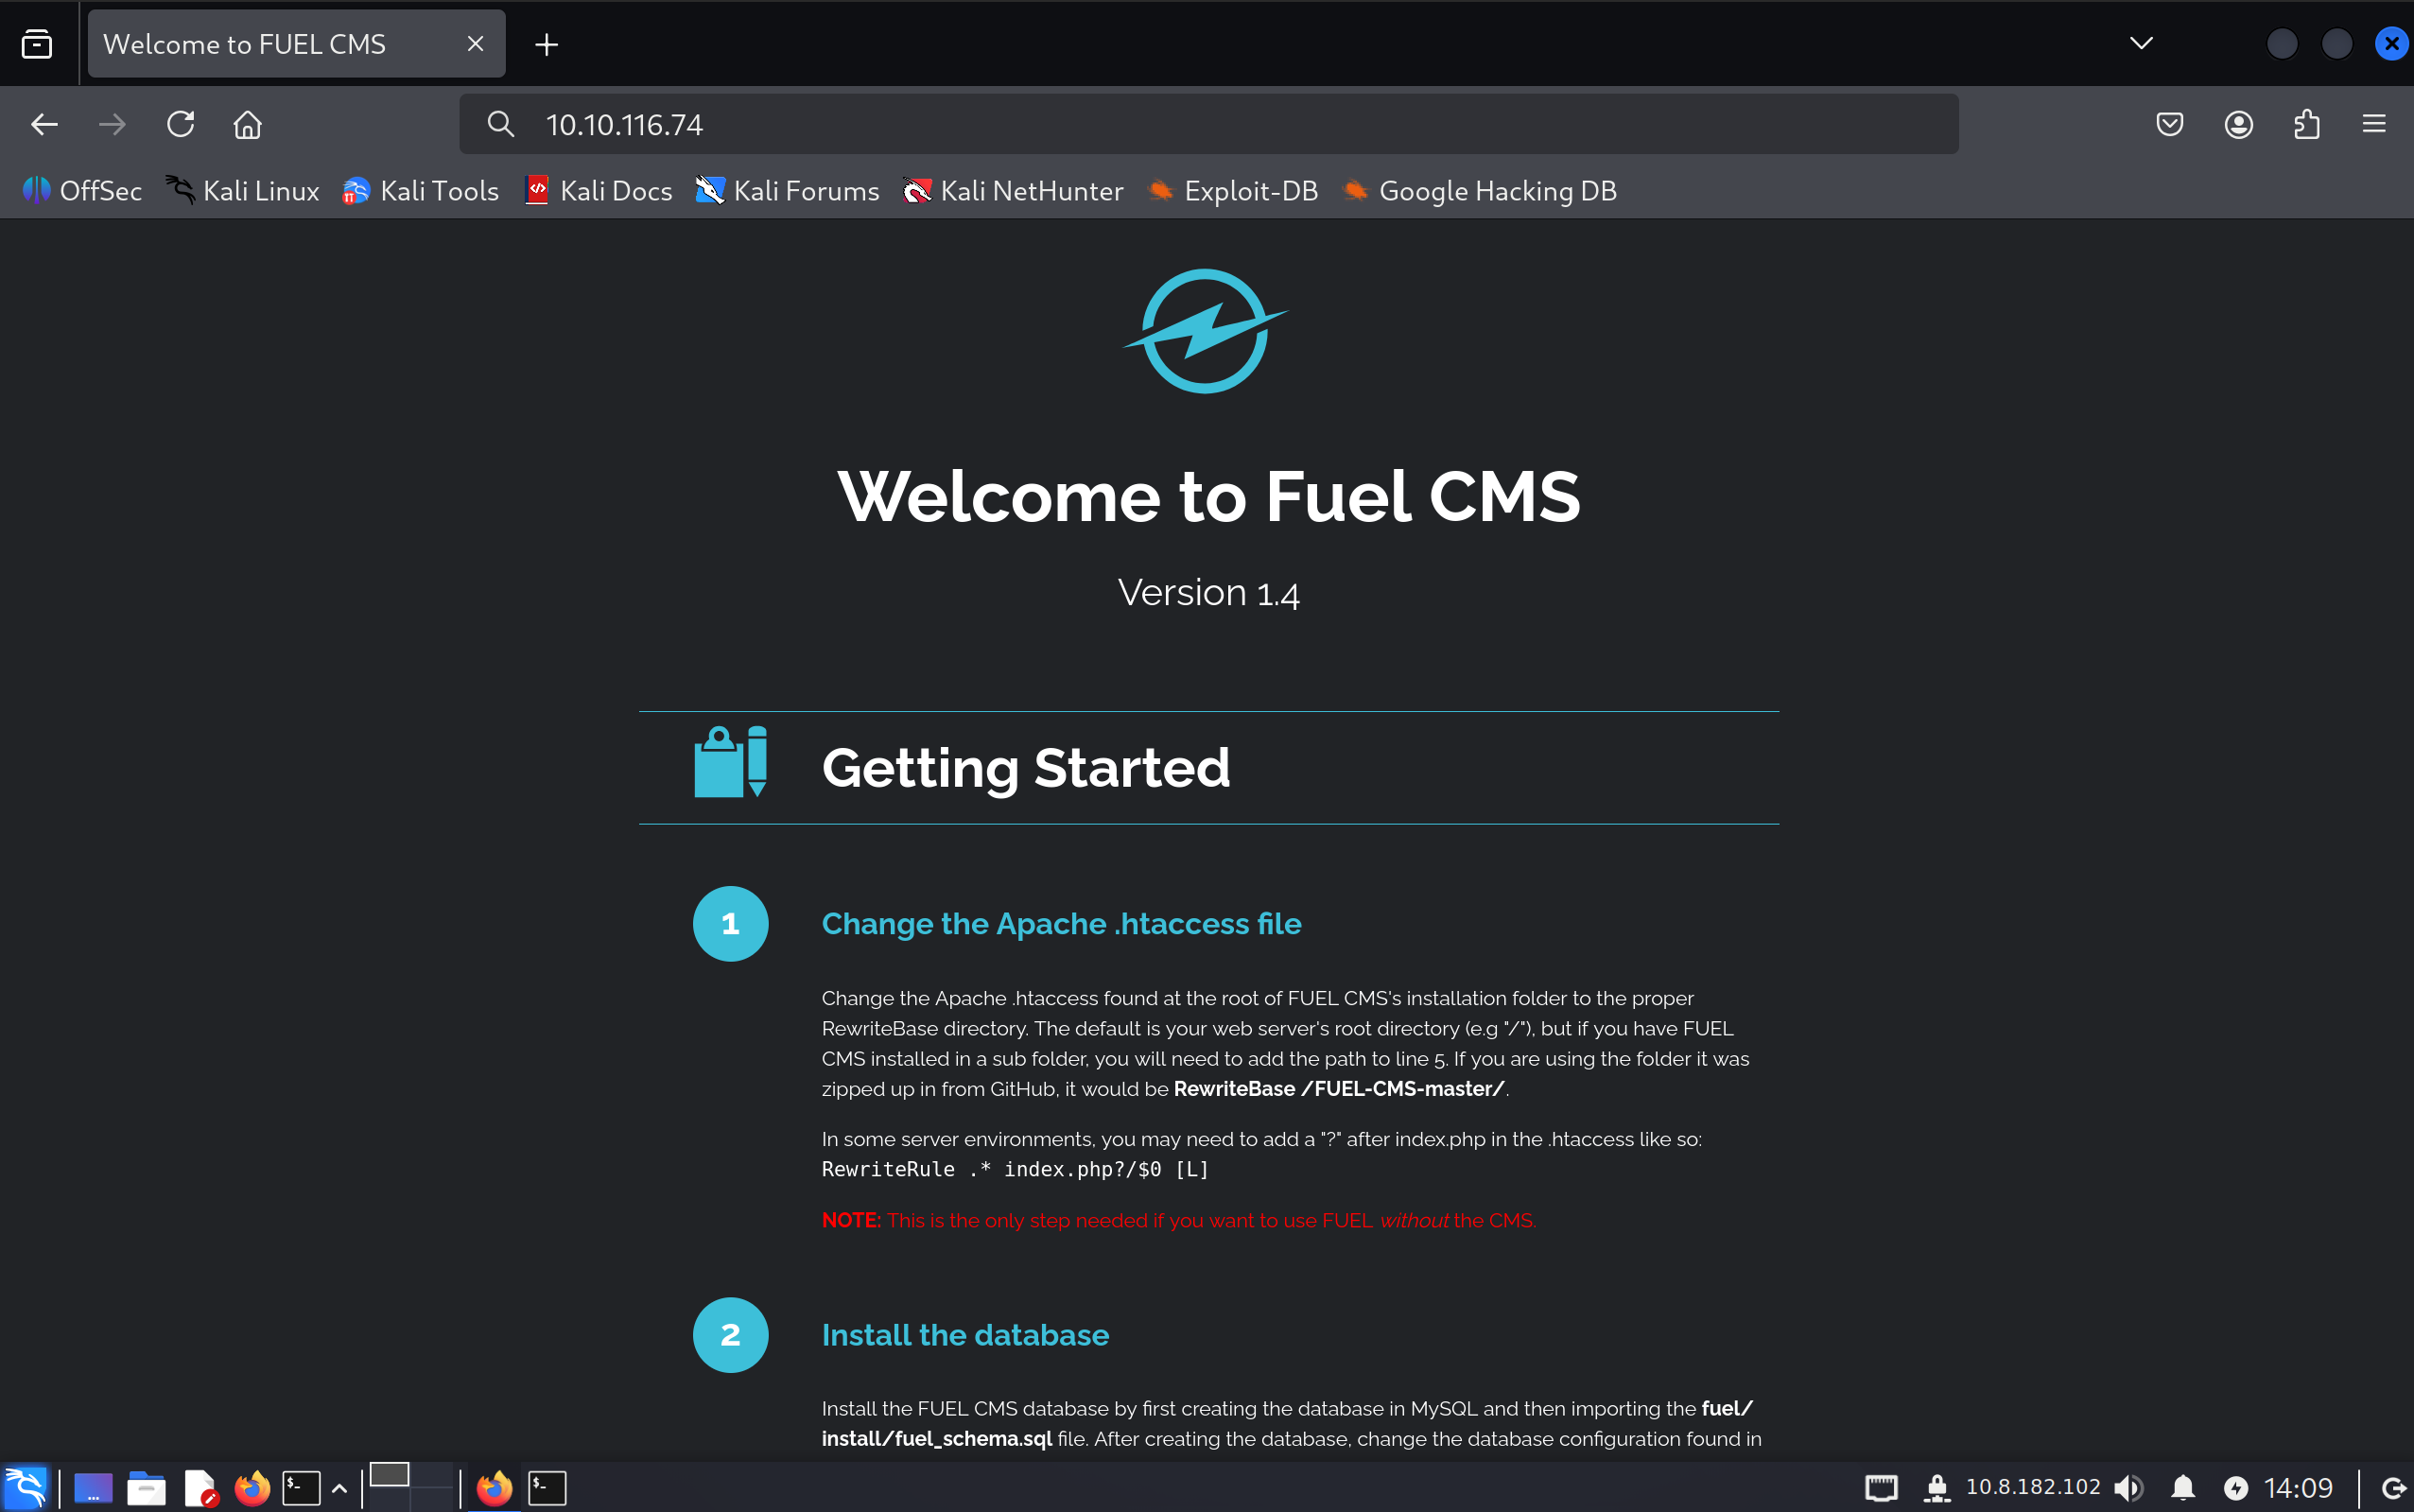 Welcome to FUEL CMS
10.10.116.74
OffSec Kali Linux Kali Tools Kali Docs Kali Forums Kali NetHunter Exploit-DB Google Hacking DB
Welcome to Fuel CMS
Version 1.4
Getting Started
1 Change the Apache .htaccess file
Change the Apache .htaccess found at the root of FUEL CMS's installation folder to the proper
RewriteBase directory. The default is your web server's root directory (e.g "/"), but if you have FUEL
CMS installed in a sub folder, you will need to add the path to line 5. If you are using the folder it was
zipped up in from GitHub, it would be RewriteBase /FUEL-CMS-master/.
In some server environments, you may need to add a "?" after index.php in the .htaccess like so:
RewriteRule .* index.php?/$0 [L]
NOTE: This is the only step needed if you want to use FUEL without the CMS.
2 Install the database
Install the FUEL CMS database by first creating the database in MySQL and then importing the fuel/
install/fuel_schema.sql file. After creating the database, change the database configuration found in
10.8.182.102 14:09